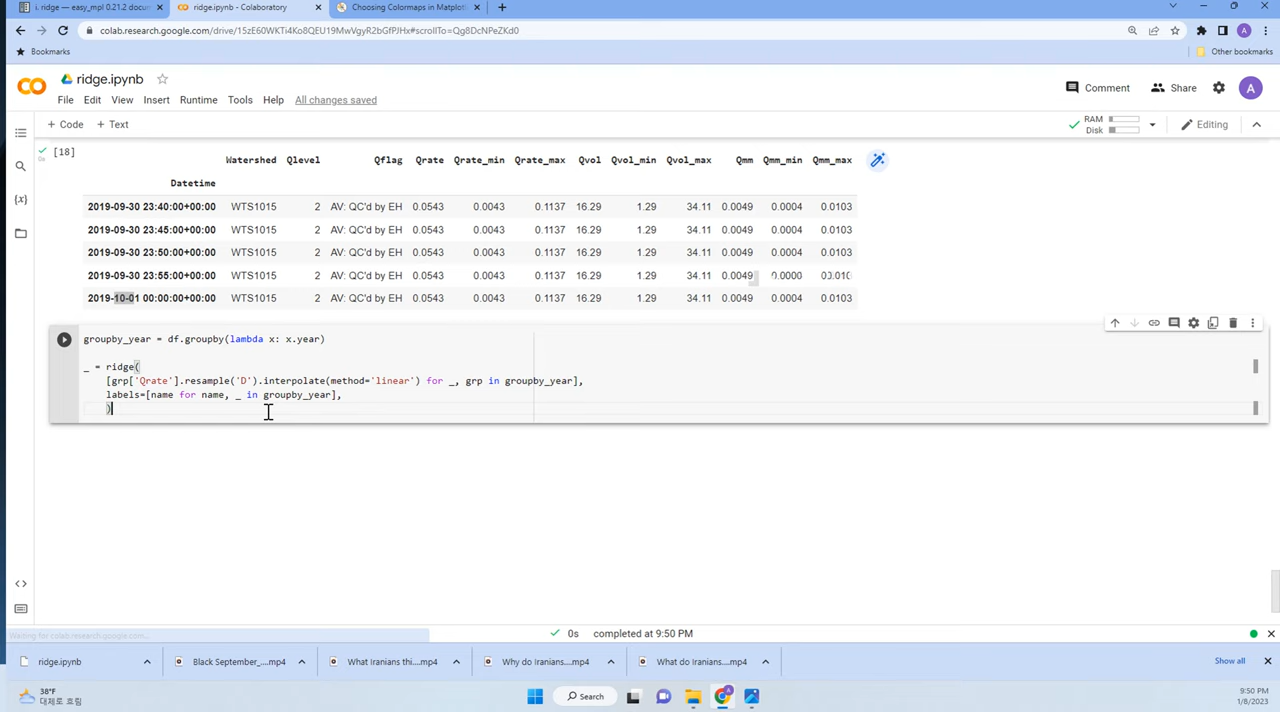 i. ridge — easy_mpl 0.21.2 docum
ridge.ipynb - Colaboratory
Choosing Colormaps in Matplotl
colab.research.google.com/drive/15zE60WKTi4Ko8QEU19MwVgyR2bGfPJHx#scrollTo=Qg8DcNPeZKd0
Bookmarks
Other bookmarks
ridge.ipynb
File Edit View Insert Runtime Tools Help All changes saved
Comment
Share
A
+ Code + Text
RAM
Disk
Editing
[18]
Watershed Qlevel Qflag Qrate Qrate_min Qrate_max Qvol Qvol_min Qvol_max Qmm Qmm_min Qmm_max
Datetime
2019-09-30 23:40:00+00:00 WTS1015 2 AV: QC'd by EH 0.0543 0.0043 0.1137 16.29 1.29 34.11 0.0049 0.0004 0.0103
2019-09-30 23:45:00+00:00 WTS1015 2 AV: QC'd by EH 0.0543 0.0043 0.1137 16.29 1.29 34.11 0.0049 0.0004 0.0103
2019-09-30 23:50:00+00:00 WTS1015 2 AV: QC'd by EH 0.0543 0.0043 0.1137 16.29 1.29 34.11 0.0049 0.0004 0.0103
2019-09-30 23:55:00+00:00 WTS1015 2 AV: QC'd by EH 0.0543 0.0043 0.1137 16.29 1.29 34.11 0.0049
2019-10-01 00:00:00+00:00 WTS1015 2 AV: QC'd by EH 0.0543 0.0043 0.1137 16.29 1.29 34.11 0.0049 0.0004 0.0103
groupby_year = df.groupby(lambda x: x.year)
_ = ridge(
[grp['Qrate'].resample('D').interpolate(method='linear') for _, grp in groupby_year],
labels=[name for name, _ in groupby_year],
)
Waiting for colab.research.google.com...
0s completed at 9:50 PM
ridge.ipynb
Black September_....mp4
What Iranians thi....mp4
Why do Iranians....mp4
What do Iranians....mp4
Show all
38°F
대체로 흐림
Search
9:50 PM
1/8/2023